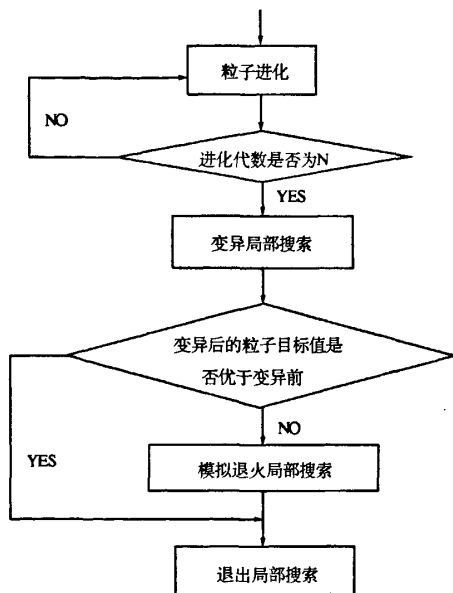 粒子进化
NO
进化代数是否为N
YES
变异局部搜索
变异后的粒子目标值是
否优于变异前
NO
YES
模拟退火局部搜索
退出局部搜索